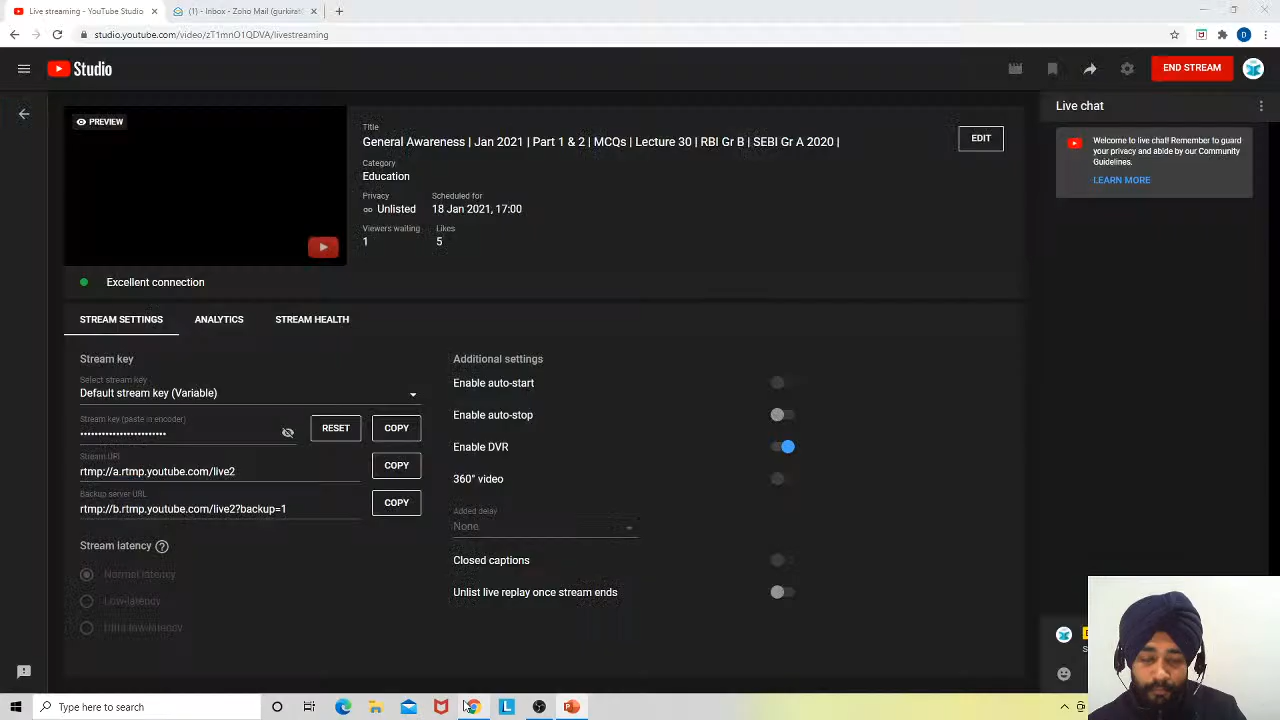 Live streaming - YouTube Studio
(1) - Inbox - Zoho Mail (gurkirat
studio.youtube.com/video/zT1mnO1QDVA/livestreaming
D
Studio
END STREAM
PREVIEW
Title
General Awareness | Jan 2021 | Part 1 & 2 | MCQs | Lecture 30 | RBI Gr B | SEBI Gr A 2020 |
EDIT
Category
Education
Privacy
Scheduled for
Unlisted
18 Jan 2021, 17:00
Viewers waiting
Likes
1
5
Excellent connection
STREAM SETTINGS
ANALYTICS
STREAM HEALTH
Stream key
Select stream key
Default stream key (Variable)
Stream key (paste in encoder)
RESET
COPY
Stream URL
rtmp://a.rtmp.youtube.com/live2
COPY
Backup server URL
rtmp://b.rtmp.youtube.com/live2?backup=1
COPY
Stream latency
Normal latency
Low-latency
Ultra low-latency
Additional settings
Enable auto-start
Enable auto-stop
Enable DVR
360° video
Added delay
None
Closed captions
Unlist live replay once stream ends
Live chat
Welcome to live chat! Remember to guard
your privacy and abide by our Community
Guidelines.
LEARN MORE
Type here to search